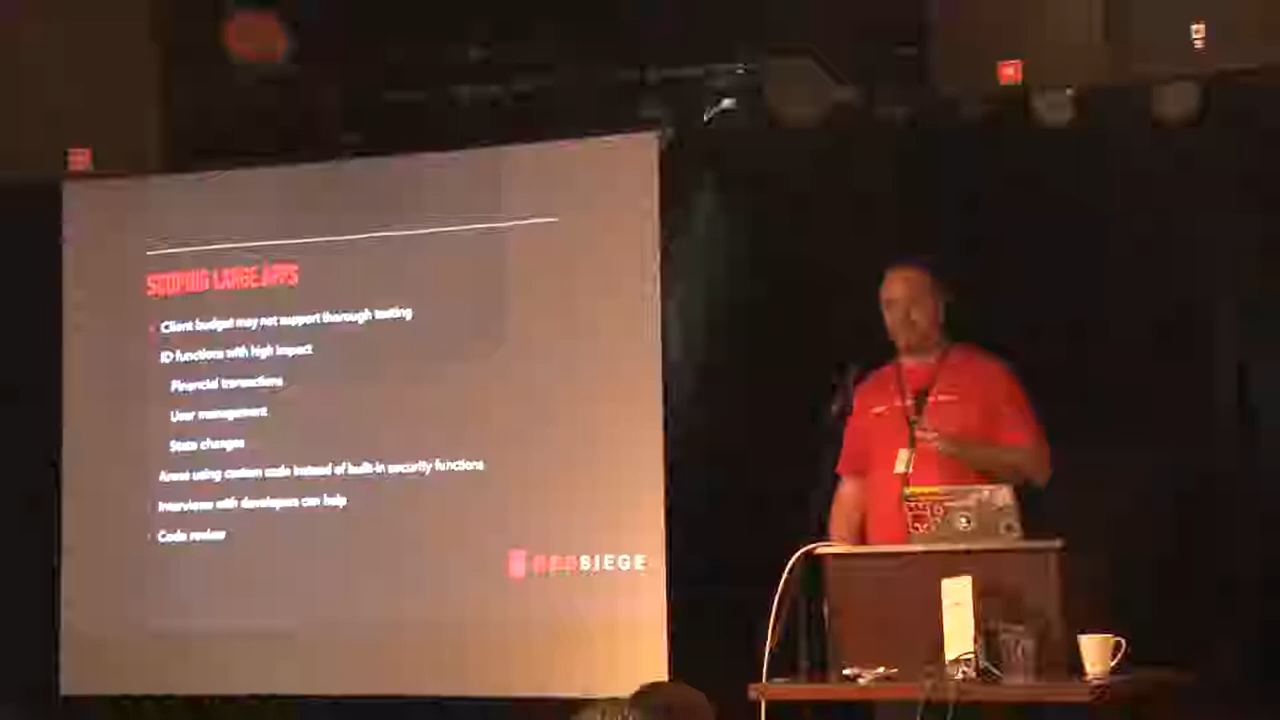 SCOPING LARGE APPS
Client budget may not support thorough testing
ID functions with high impact
Financial transactions
User management
State changes
Areas using custom code instead of built-in security functions
Interviews with developers can help
Code review
REDSIEGE